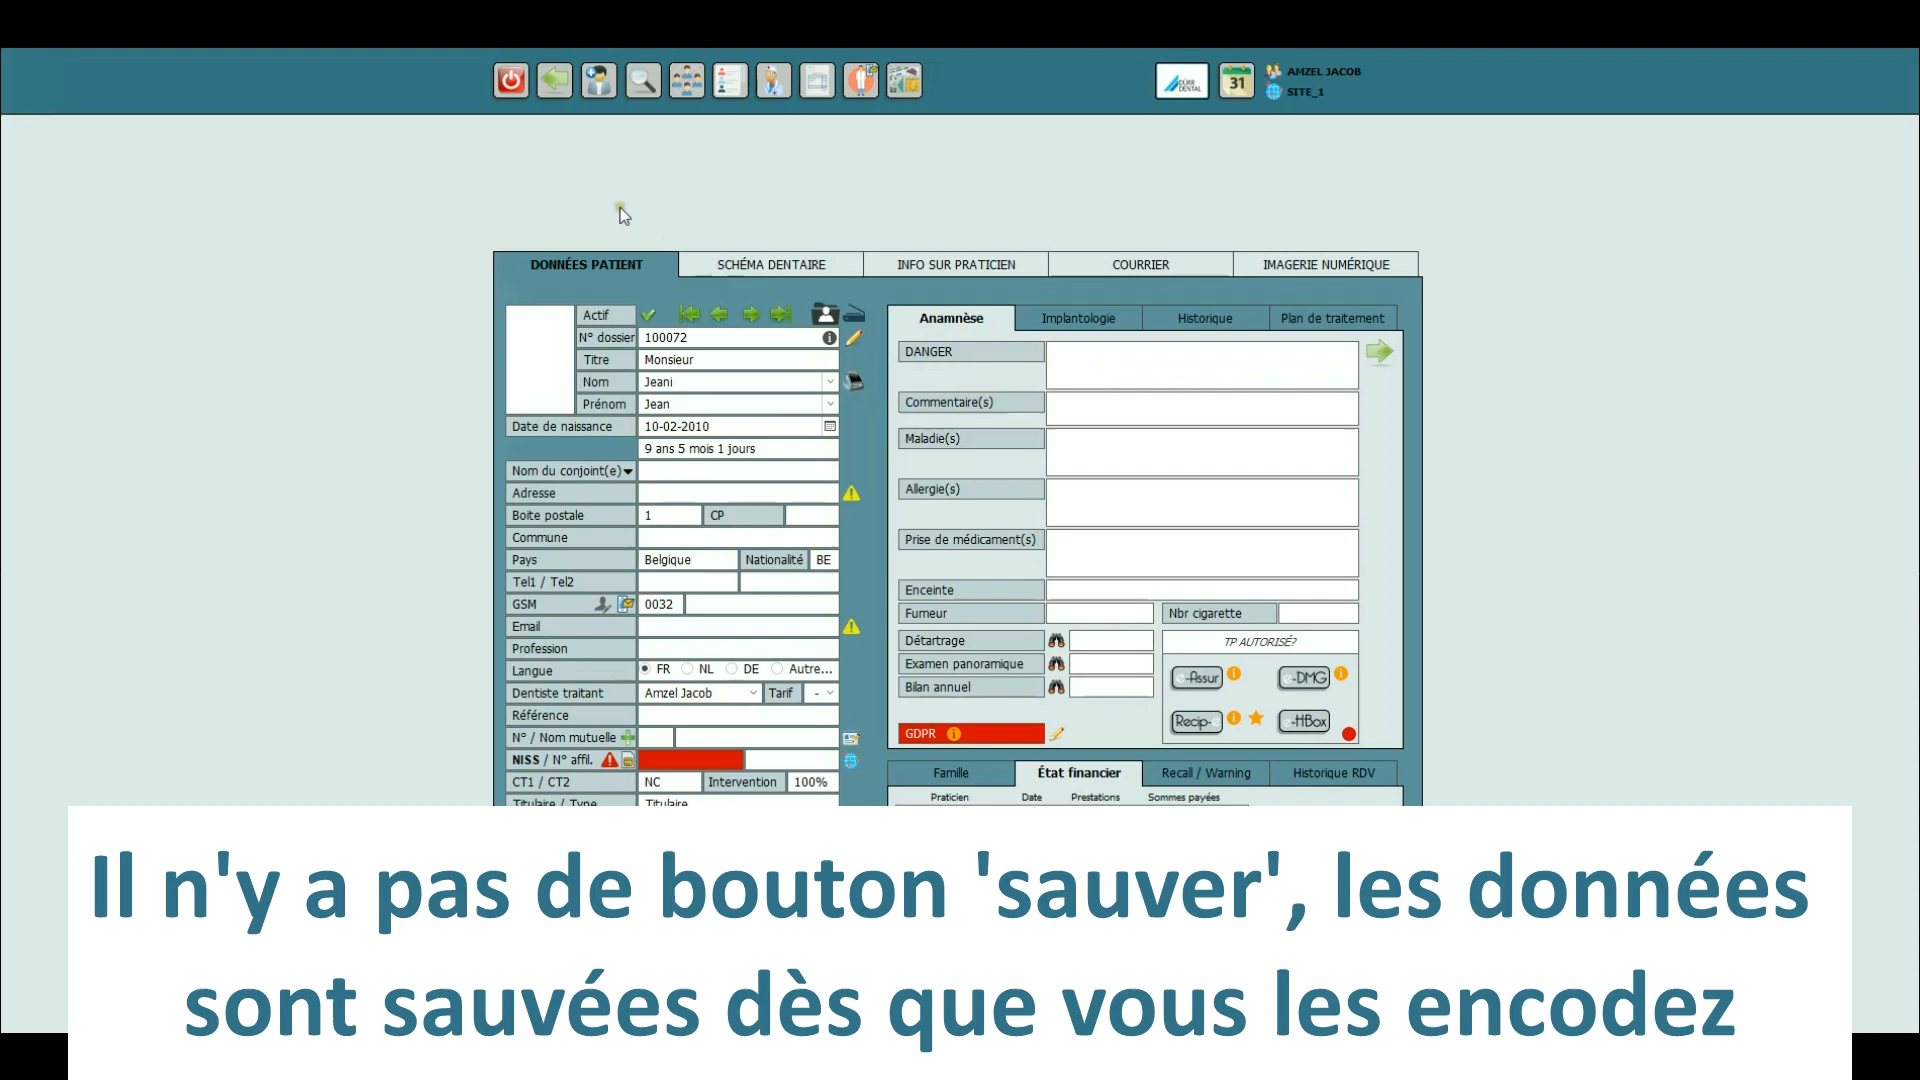 DÜRR DENTAL
31
AMZEL JACOB
SITE_1
DONNÉES PATIENT
SCHÉMA DENTAIRE
INFO SUR PRATICIEN
COURRIER
IMAGERIE NUMÉRIQUE
Actif
N° dossier 100072
Titre Monsieur
Nom Jeani
Prénom Jean
Date de naissance 10-02-2010
9 ans 5 mois 1 jours
Nom du conjoint(e)
Adresse
Boite postale 1 CP
Commune
Pays Belgique Nationalité BE
Tel1 / Tel2
GSM 0032
Email
Profession
Langue FR NL DE Autre...
Dentiste traitant Amzel Jacob Tarif -
Référence
N° / Nom mutuelle
NISS / N° affil.
CT1 / CT2 NC Intervention 100%
Titulaire / Type Titulaire
Anamnèse Implantologie Historique Plan de traitement
DANGER
Commentaire(s)
Maladie(s)
Allergie(s)
Prise de médicament(s)
Enceinte
Fumeur Nbr cigarette
Détartrage
Examen panoramique
Bilan annuel
TP AUTORISÉ?
e-Assur e-DMG
Recip-e e-HBox
GDPR
Famille État financier Recall / Warning Historique RDV
Praticien Date Prestations Sommes payées
Il n'y a pas de bouton 'sauver', les données
sont sauvées dès que vous les encodez